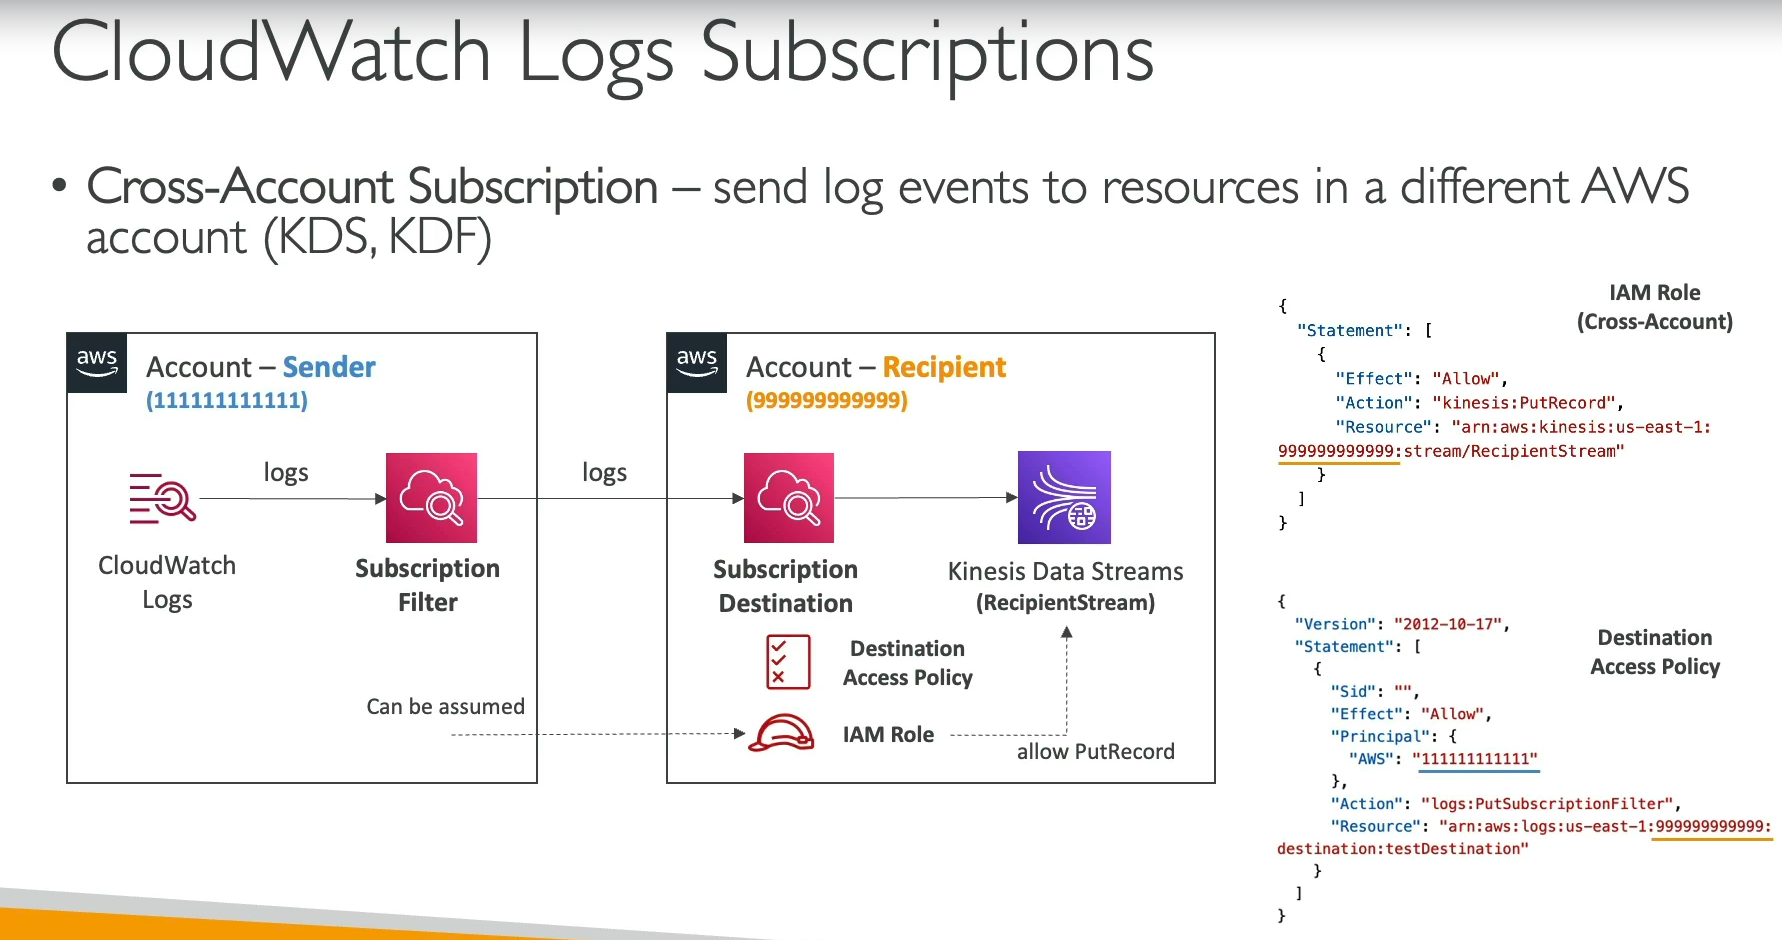 CloudWatch Logs Subscriptions
• Cross-Account Subscription – send log events to resources in a different AWS
account (KDS, KDF)
aws
Account – Sender
(111111111111)
logs
CloudWatch
Logs
Subscription
Filter
Can be assumed
logs
aws
Account – Recipient
(999999999999)
Subscription
Destination
Kinesis Data Streams
(RecipientStream)
Destination
Access Policy
IAM Role
allow PutRecord
IAM Role
(Cross-Account)
{
"Statement": [
{
"Effect": "Allow",
"Action": "kinesis:PutRecord",
"Resource": "arn:aws:kinesis:us-east-1:
999999999999:stream/RecipientStream"
}
]
}
Destination
Access Policy
{
"Version": "2012-10-17",
"Statement": [
{
"Sid": "",
"Effect": "Allow",
"Principal": {
"AWS": "111111111111"
},
"Action": "logs:PutSubscriptionFilter",
"Resource": "arn:aws:logs:us-east-1:999999999999:
destination:testDestination"
}
]
}